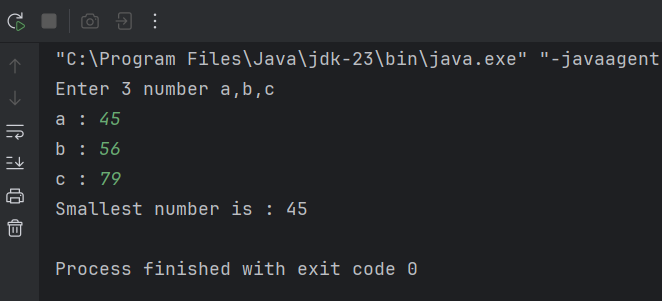 "C:\Program Files\Java\jdk-23\bin\java.exe" "-javaagent
Enter 3 number a,b,c
a : 45
b : 56
c : 79
Smallest number is : 45
Process finished with exit code 0